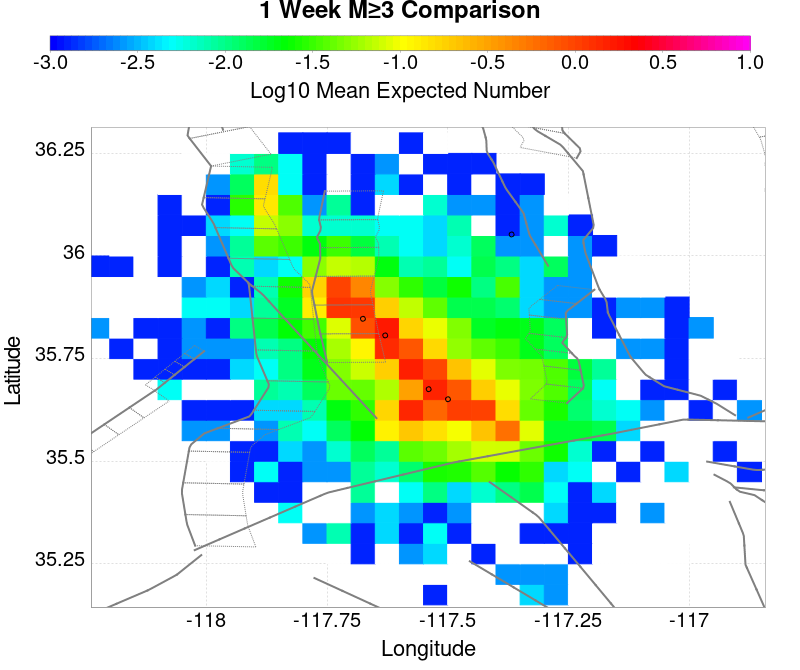 1 Week M≥3 Comparison
-3.0 -2.5 -2.0 -1.5 -1.0 -0.5 0.0 0.5 1.0
Log10 Mean Expected Number
36.25
36
35.75
35.5
35.25
Latitude
-118 -117.75 -117.5 -117.25 -117
Longitude